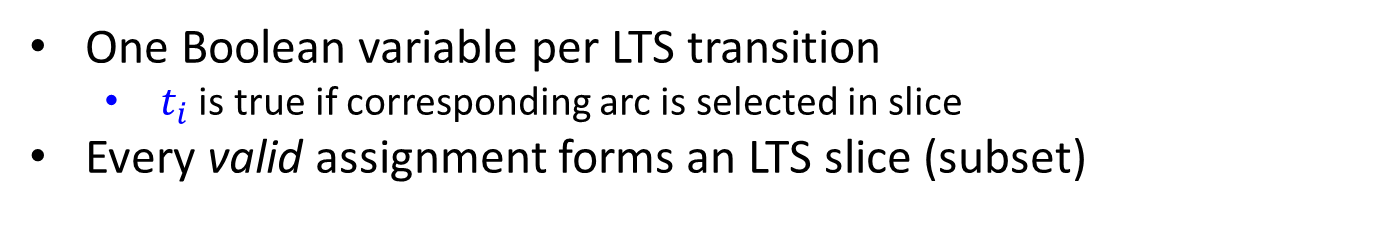 • One Boolean variable per LTS transition
• tᵢ is true if corresponding arc is selected in slice
• Every valid assignment forms an LTS slice (subset)